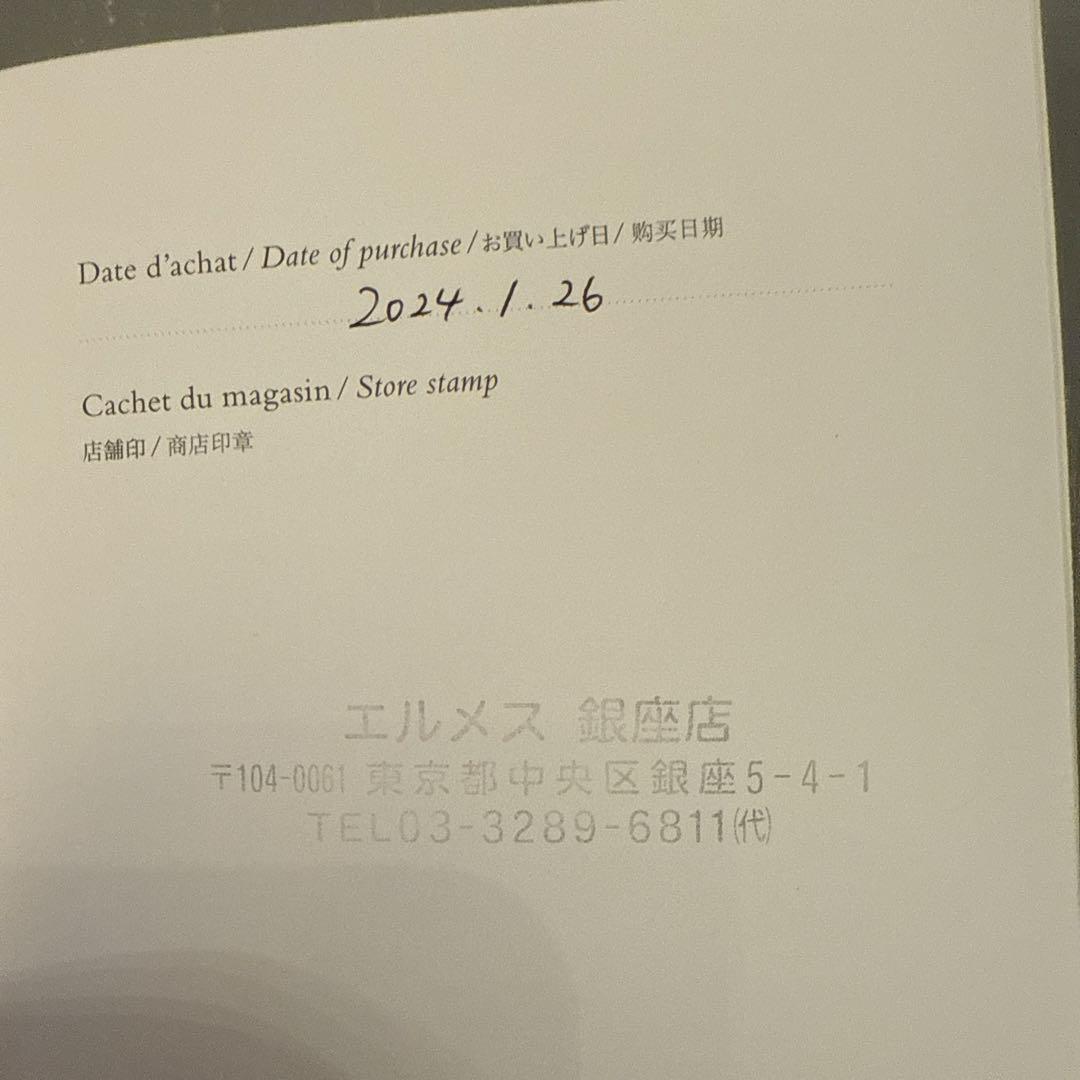 Date d'achat / Date of purchase / お買い上げ日 / 购买日期
2024.1.26
Cachet du magasin / Store stamp
店舗印 / 商店印章
エルメス 銀座店
〒104-0061 東京都中央区銀座5-4-1
TEL03-3289-6811㈹